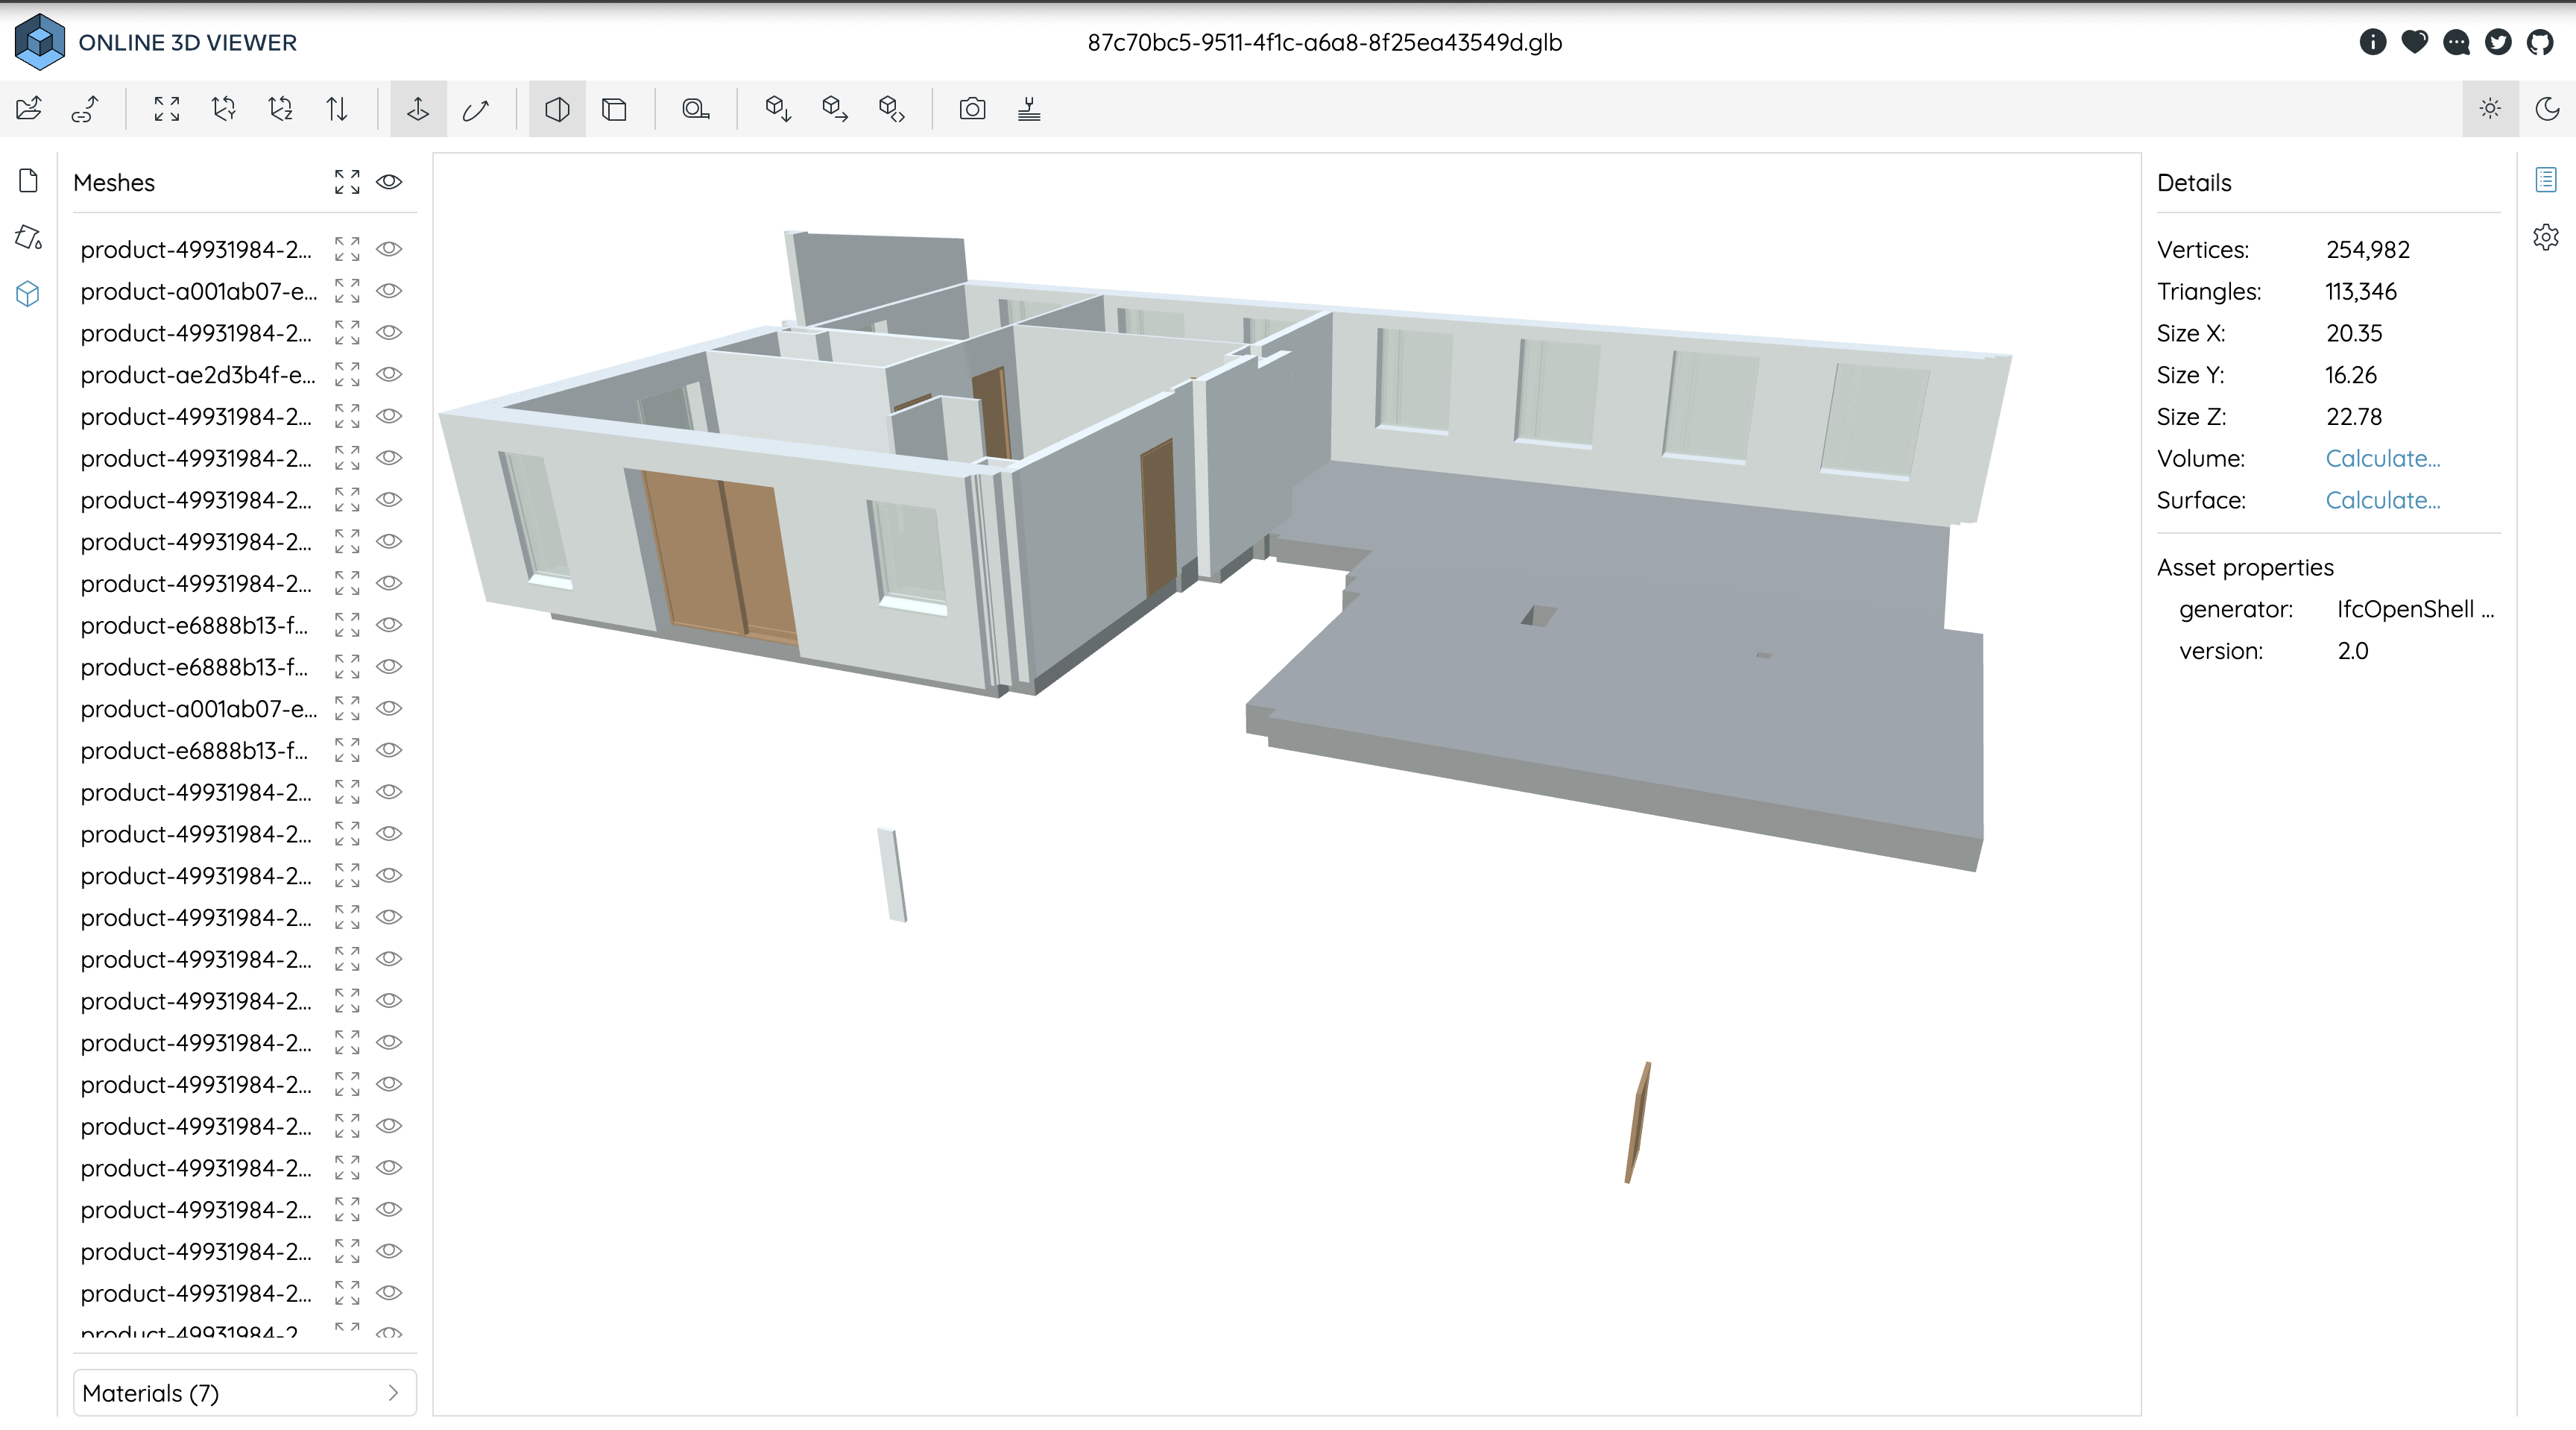 ONLINE 3D VIEWER
87c70bc5-9511-4f1c-a6a8-8f25ea43549d.glb
Meshes
product-49931984-2...
product-a001ab07-e...
product-49931984-2...
product-ae2d3b4f-e...
product-49931984-2...
product-49931984-2...
product-49931984-2...
product-49931984-2...
product-49931984-2...
product-e6888b13-f...
product-e6888b13-f...
product-a001ab07-e...
product-e6888b13-f...
product-49931984-2...
product-49931984-2...
product-49931984-2...
product-49931984-2...
product-49931984-2...
product-49931984-2...
product-49931984-2...
product-49931984-2...
product-49931984-2...
product-49931984-2...
product-49931984-2...
product-49931984-2...
product-49931984-2...
product-49931984-2
Materials (7)
Details
Vertices: 254,982
Triangles: 113,346
Size X: 20.35
Size Y: 16.26
Size Z: 22.78
Volume: Calculate...
Surface: Calculate...
Asset properties
generator: IfcOpenShell ...
version: 2.0